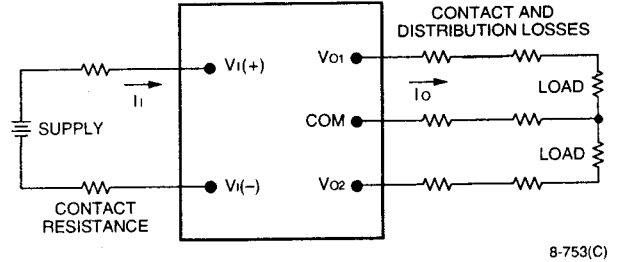 CONTACT AND
DISTRIBUTION LOSSES
VI(+)
VO1
II
IO
LOAD
SUPPLY
COM
LOAD
VI(–)
VO2
CONTACT
RESISTANCE
8-753(C)